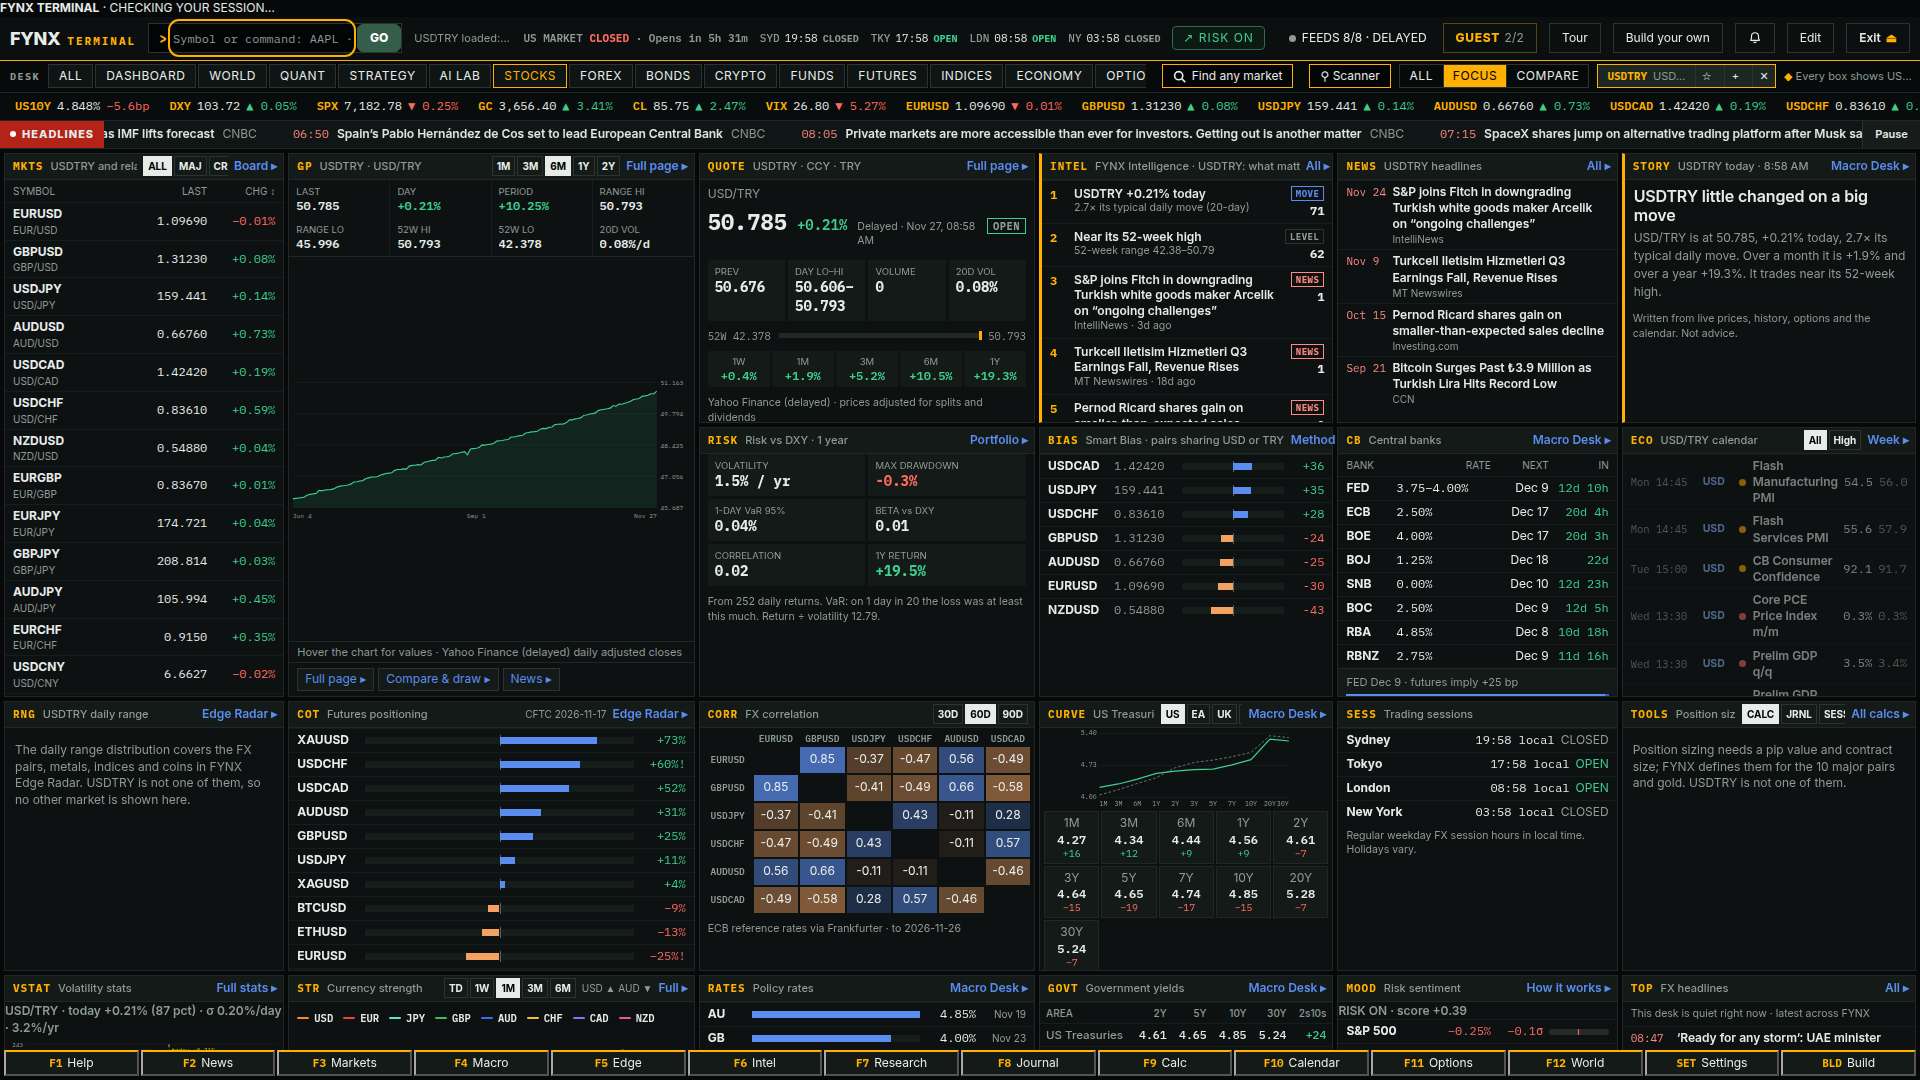 FYNX TERMINAL · CHECKING YOUR SESSION...
FYNX TERMINAL > Symbol or command: AAPL · GO USDTRY loaded:... US MARKET CLOSED · Opens in 5h 31m SYD 19:58 CLOSED TKY 17:58 OPEN LDN 08:58 OPEN NY 03:58 CLOSED ↗ RISK ON FEEDS 8/8 · DELAYED GUEST 2/2 Tour Build your own Edit Exit
DESK ALL DASHBOARD WORLD QUANT STRATEGY AI LAB STOCKS FOREX BONDS CRYPTO FUNDS FUTURES INDICES ECONOMY OPTIO Find any market Scanner ALL FOCUS COMPARE USDTRY USD... ☆ + × ◆ Every box shows US...
US10Y 4.848% −5.6bp DXY 103.72 ▲ 0.05% SPX 7,182.78 ▼ 0.25% GC 3,656.40 ▲ 3.41% CL 85.75 ▲ 2.47% VIX 26.80 ▼ 5.27% EURUSD 1.09690 ▼ 0.01% GBPUSD 1.31230 ▲ 0.08% USDJPY 159.441 ▲ 0.14% AUDUSD 0.66760 ▲ 0.73% USDCAD 1.42420 ▲ 0.19% USDCHF 0.83610 ▲ 0.
HEADLINES as IMF lifts forecast CNBC 06:50 Spain's Pablo Hernández de Cos set to lead European Central Bank CNBC 08:05 Private markets are more accessible than ever for investors. Getting out is another matter CNBC 07:15 SpaceX shares jump on alternative trading platform after Musk sa Pause
MKTS USDTRY and rela ALL MAJ CR Board ▸
SYMBOL LAST CHG ↕
EURUSD 1.09690 −0.01%
EUR/USD
GBPUSD 1.31230 +0.08%
GBP/USD
USDJPY 159.441 +0.14%
USD/JPY
AUDUSD 0.66760 +0.73%
AUD/USD
USDCAD 1.42420 +0.19%
USD/CAD
USDCHF 0.83610 +0.59%
USD/CHF
NZDUSD 0.54880 +0.04%
NZD/USD
EURGBP 0.83670 +0.01%
EUR/GBP
EURJPY 174.721 +0.04%
EUR/JPY
GBPJPY 208.814 +0.03%
GBP/JPY
AUDJPY 105.994 +0.45%
AUD/JPY
EURCHF 0.9150 +0.35%
EUR/CHF
USDCNY 6.6627 −0.02%
USD/CNY
GP USDTRY · USD/TRY 1M 3M 6M 1Y 2Y Full page ▸
LAST DAY PERIOD RANGE HI
50.785 +0.21% +10.25% 50.793
RANGE LO 52W HI 52W LO 20D VOL
45.996 50.793 42.378 0.08%/d
51.163
49.794
48.425
47.056
45.687
Jun 4 Sep 1 Nov 27
Hover the chart for values · Yahoo Finance (delayed) daily adjusted closes
Full page ▸ Compare & draw ▸ News ▸
QUOTE USDTRY · CCY · TRY Full page ▸
USD/TRY
50.785 +0.21% Delayed · Nov 27, 08:58 AM OPEN
PREV DAY LO–HI VOLUME 20D VOL
50.676 50.606–50.793 0 0.08%
52W 42.378 50.793
1W 1M 3M 6M 1Y
+0.4% +1.9% +5.2% +10.5% +19.3%
Yahoo Finance (delayed) · prices adjusted for splits and
dividends
INTEL FYNX Intelligence · USDTRY: what matt All ▸
1 USDTRY +0.21% today MOVE
2.7× its typical daily move (20-day) 71
2 Near its 52-week high LEVEL
52-week range 42.38–50.79 62
3 S&P joins Fitch in downgrading NEWS
Turkish white goods maker Arcelik 1
on “ongoing challenges”
IntelliNews · 3d ago
4 Turkcell Iletisim Hizmetleri Q3 NEWS
Earnings Fall, Revenue Rises 1
MT Newswires · 18d ago
5 Pernod Ricard shares gain on NEWS
NEWS USDTRY headlines All ▸
Nov 24 S&P joins Fitch in downgrading
Turkish white goods maker Arcelik
on “ongoing challenges”
IntelliNews
Nov 9 Turkcell Iletisim Hizmetleri Q3
Earnings Fall, Revenue Rises
MT Newswires
Oct 15 Pernod Ricard shares gain on
smaller-than-expected sales decline
Investing.com
Sep 21 Bitcoin Surges Past ₺3.9 Million as
Turkish Lira Hits Record Low
CCN
STORY USDTRY today · 8:58 AM Macro Desk ▸
USDTRY little changed on a big
move
USD/TRY is at 50.785, +0.21% today, 2.7× its
typical daily move. Over a month it is +1.9% and
over a year +19.3%. It trades near its 52-week
high.
Written from live prices, history, options and the
calendar. Not advice.
RISK Risk vs DXY · 1 year Portfolio ▸
VOLATILITY MAX DRAWDOWN
1.5% / yr −0.3%
1-DAY VaR 95% BETA vs DXY
0.04% 0.01
CORRELATION 1Y RETURN
0.02 +19.5%
From 252 daily returns. VaR: on 1 day in 20 the loss was at least
this much. Return ÷ volatility 12.79.
BIAS Smart Bias · pairs sharing USD or TRY Method
USDCAD 1.42420 +36
USDJPY 159.441 +35
USDCHF 0.83610 +28
GBPUSD 1.31230 −24
AUDUSD 0.66760 −25
EURUSD 1.09690 −30
NZDUSD 0.54880 −43
CB Central banks Macro Desk ▸
BANK RATE NEXT IN
FED 3.75–4.00% Dec 9 12d 10h
ECB 2.50% Dec 17 20d 4h
BOE 4.00% Dec 17 20d 3h
BOJ 1.25% Dec 18 22d
SNB 0.00% Dec 10 12d 23h
BOC 2.50% Dec 9 12d 5h
RBA 4.85% Dec 8 10d 18h
RBNZ 2.75% Dec 9 11d 16h
FED Dec 9 · futures imply +25 bp
ECO USD/TRY calendar All High Week ▸
Mon 14:45 USD Flash Manufacturing PMI 54.5 56.0
Mon 14:45 USD Flash Services PMI 55.6 57.9
Tue 15:00 USD CB Consumer Confidence 92.1 91.7
Wed 13:30 USD Core PCE Price Index m/m 0.3% 0.3%
Wed 13:30 USD Prelim GDP q/q 3.5% 3.4%
Prelim GDP
RNG USDTRY daily range Edge Radar ▸
The daily range distribution covers the FX
pairs, metals, indices and coins in FYNX
Edge Radar. USDTRY is not one of them, so
no other market is shown here.
COT Futures positioning CFTC 2026-11-17 Edge Radar ▸
XAUUSD +73%
USDCHF +60%!
USDCAD +52%
AUDUSD +31%
GBPUSD +25%
USDJPY +11%
XAGUSD +4%
BTCUSD −9%
ETHUSD −13%
EURUSD −25%!
CORR FX correlation 30D 60D 90D
EURUSD GBPUSD USDJPY USDCHF AUDUSD USDCAD
EURUSD 0.85 -0.37 -0.47 0.56 -0.49
GBPUSD 0.85 -0.41 -0.49 0.66 -0.58
USDJPY -0.37 -0.41 0.43 -0.11 0.28
USDCHF -0.47 -0.49 0.43 -0.11 0.57
AUDUSD 0.56 0.66 -0.11 -0.11 -0.46
USDCAD -0.49 -0.58 0.28 0.57 -0.46
ECB reference rates via Frankfurter · to 2026-11-26
CURVE US Treasuri US EA UK Macro Desk ▸
5.40
4.73
4.06
1M 3M 6M 1Y 2Y 3Y 5Y 7Y 10Y 20Y30Y
1M 3M 6M 1Y 2Y
4.27 4.34 4.44 4.56 4.61
+16 +12 +9 +9 −7
3Y 5Y 7Y 10Y 20Y
4.64 4.65 4.74 4.85 5.28
−15 −19 −17 −15 −7
30Y
5.24
−7
SESS Trading sessions
Sydney 19:58 local CLOSED
Tokyo 17:58 local OPEN
London 08:58 local OPEN
New York 03:58 local CLOSED
Regular weekday FX session hours in local time.
Holidays vary.
TOOLS Position siz CALC JRNL SES All calcs ▸
Position sizing needs a pip value and contract
size; FYNX defines them for the 10 major pairs
and gold. USDTRY is not one of them.
VSTAT Volatility stats Full stats ▸
USD/TRY · today +0.21% (87 pct) · σ 0.20%/day
· 3.2%/yr
STR Currency strength TD 1W 1M 3M 6M USD ▲ AUD ▼ Full ▸
USD EUR JPY GBP AUD CHF CAD NZD
RATES Policy rates Macro Desk ▸
AU 4.85% Nov 19
GB 4.00% Nov 23
GOVT Government yields Macro Desk ▸
AREA 2Y 5Y 10Y 30Y 2s10s
US Treasuries 4.61 4.65 4.85 5.24 +24
MOOD Risk sentiment How it works ▸
RISK ON · score +0.39
S&P 500 −0.25% −0.1σ
TOP FX headlines All ▸
This desk is quiet right now · latest across FYNX
08:47 ‘Ready for any storm’: UAE minister
F1 Help F2 News F3 Markets F4 Macro F5 Edge F6 Intel F7 Research F8 Journal F9 Calc F10 Calendar F11 Options F12 World SET Settings BLD Build